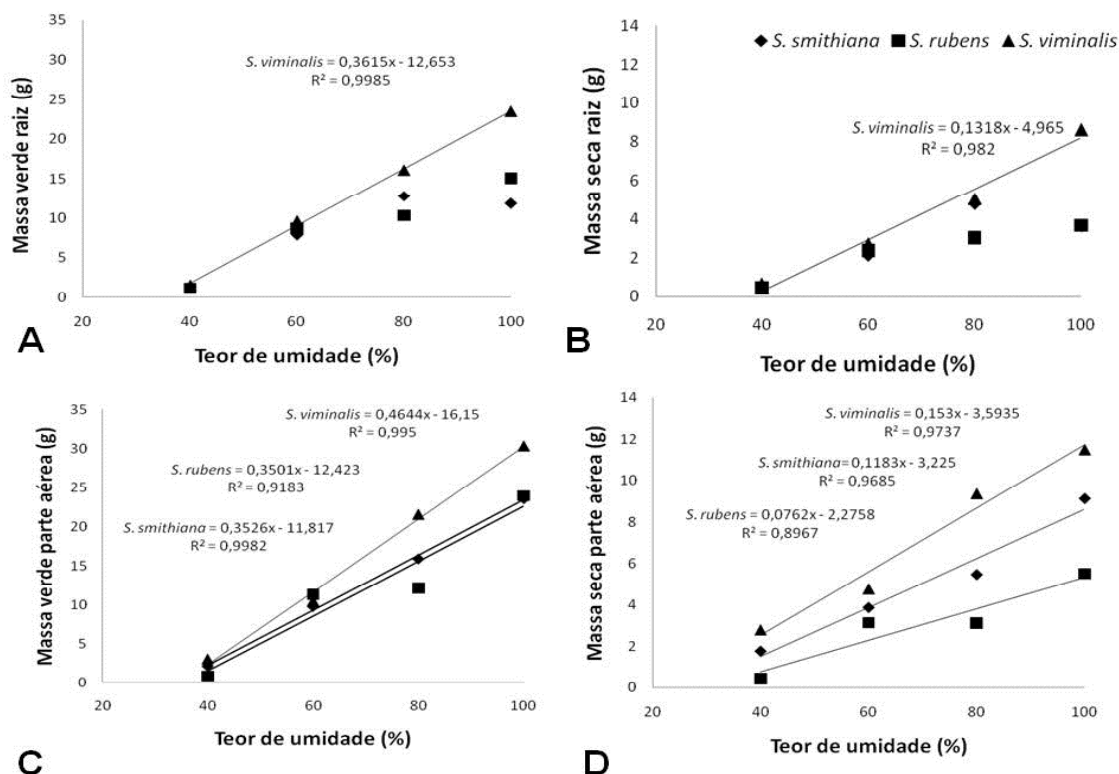 35
30
25
20
15
10
5
0
Massa verde raiz (g)
S. viminalis = 0,3615x - 12,653
R² = 0,9985
20
40
60
80
100
Teor de umidade (%)
A
14
12
10
8
6
4
2
0
Massa seca raiz (g)
S. smithiana S. rubens S. viminalis
S. viminalis = 0,1318x - 4,965
R² = 0,982
20
40
60
80
100
Teor de umidade (%)
B
35
30
25
20
15
10
5
0
Massa verde parte aérea (g)
S. viminalis = 0,4644x - 16,15
R² = 0,995
S. rubens = 0,3501x - 12,423
R² = 0,9183
S. smithiana = 0,3526x - 11,817
R² = 0,9982
20
40
60
80
100
Teor de umidade (%)
C
14
12
10
8
6
4
2
0
Massa seca parte aérea (g)
S. viminalis = 0,153x - 3,5935
R² = 0,9737
S. smithiana= 0,1183x - 3,225
R² = 0,9685
S. rubens = 0,0762x - 2,2758
R² = 0,8967
20
40
60
80
100
Teor de umidade (%)
D